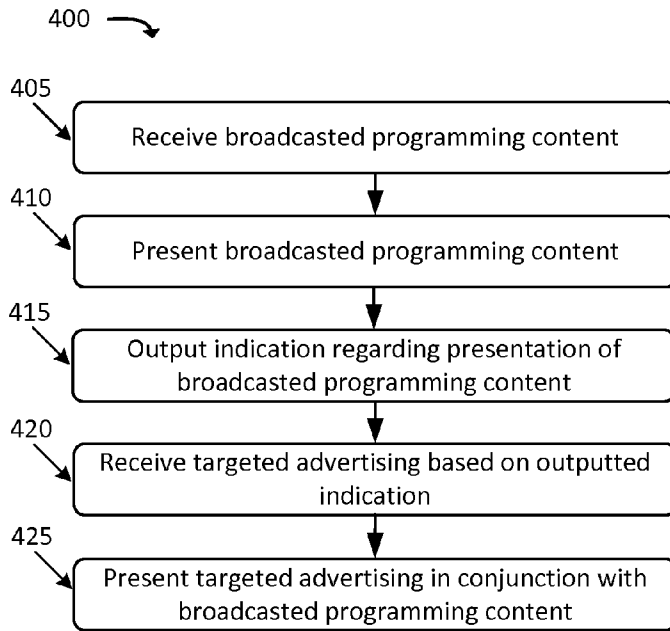 400
405
Receive broadcasted programming content
410
Present broadcasted programming content
415
Output indication regarding presentation of
broadcasted programming content
420
Receive targeted advertising based on outputted
indication
425
Present targeted advertising in conjunction with
broadcasted programming content